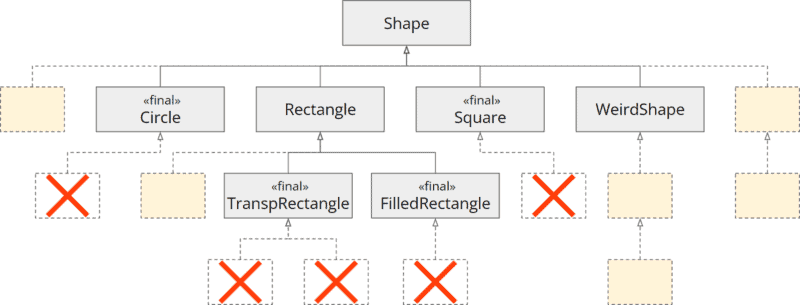 Shape
«final»
Circle
Rectangle
«final»
Square
WeirdShape
«final»
TranspRectangle
«final»
FilledRectangle